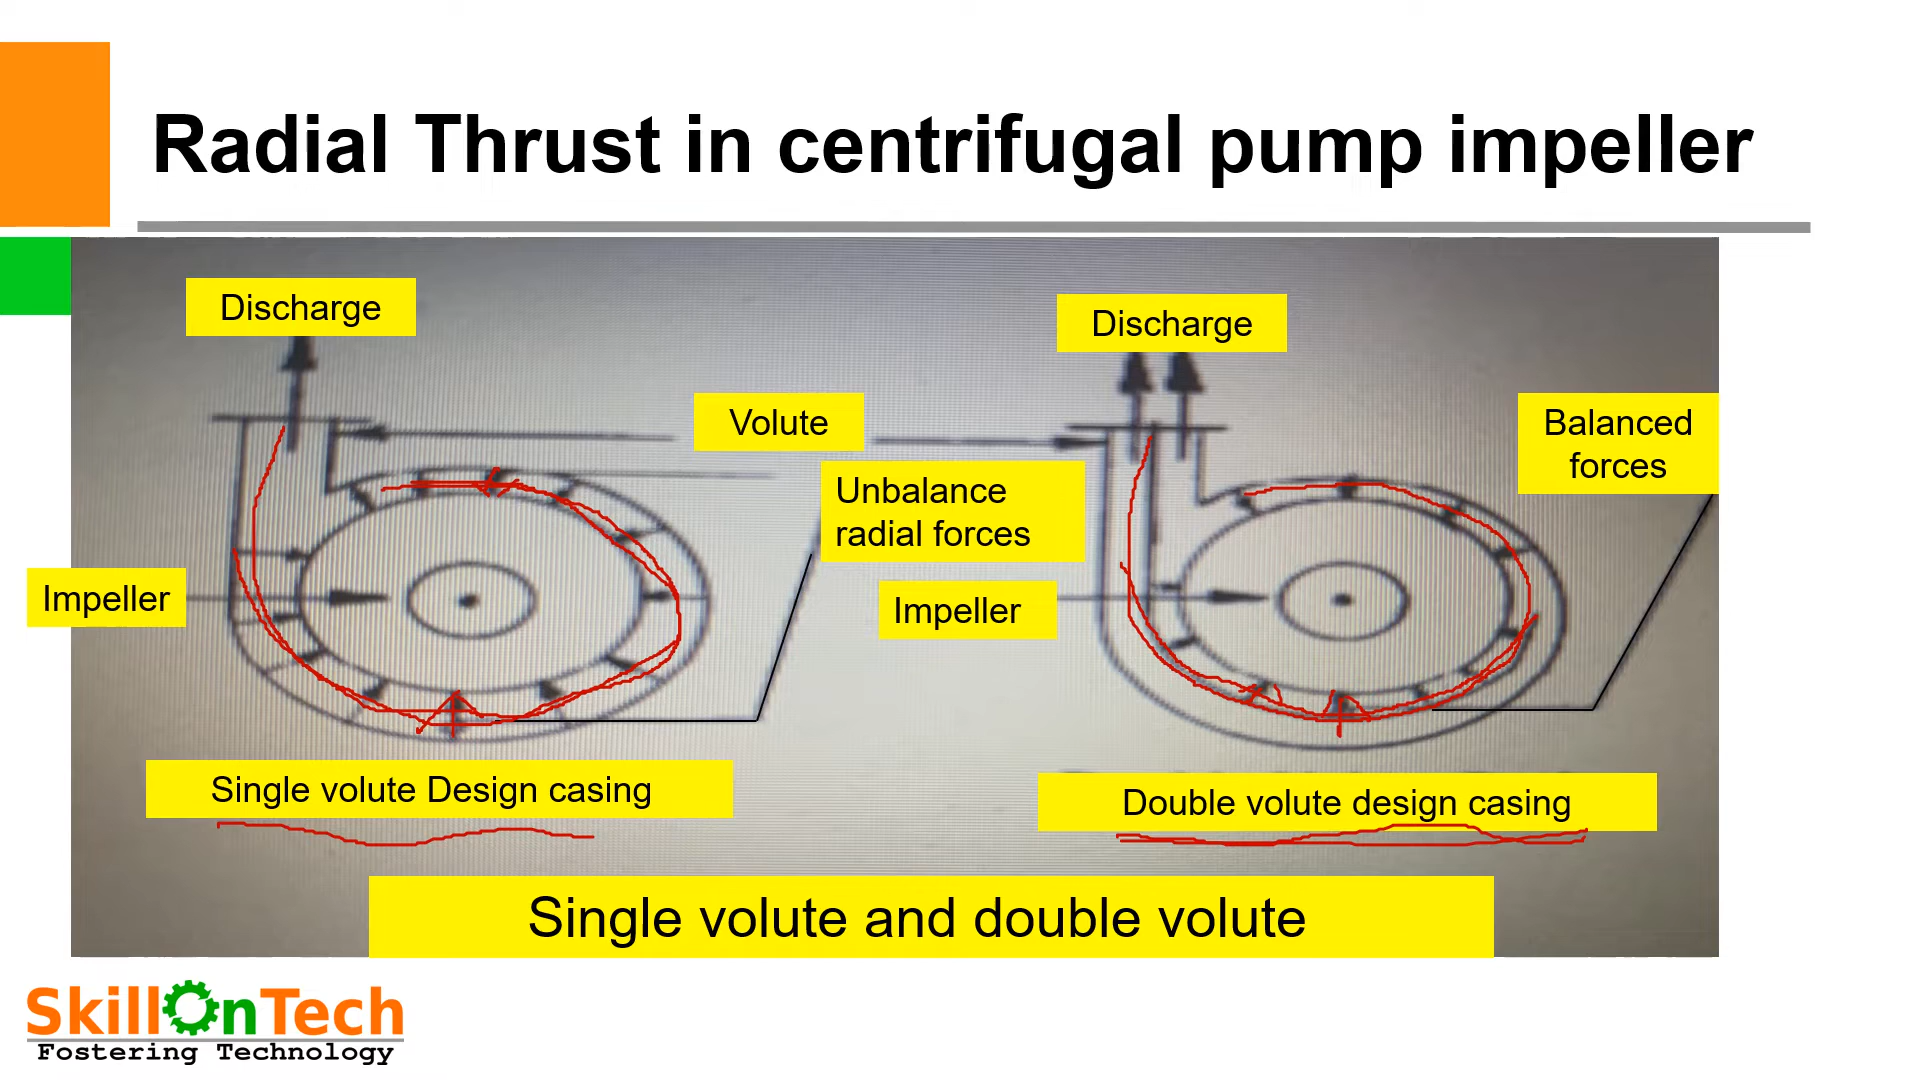 Radial Thrust in centrifugal pump impeller
Discharge
Discharge
Volute
Balanced
forces
Unbalance
radial forces
Impeller
Impeller
Single volute Design casing
Double volute design casing
Single volute and double volute
SkillOnTech
Fostering Technology